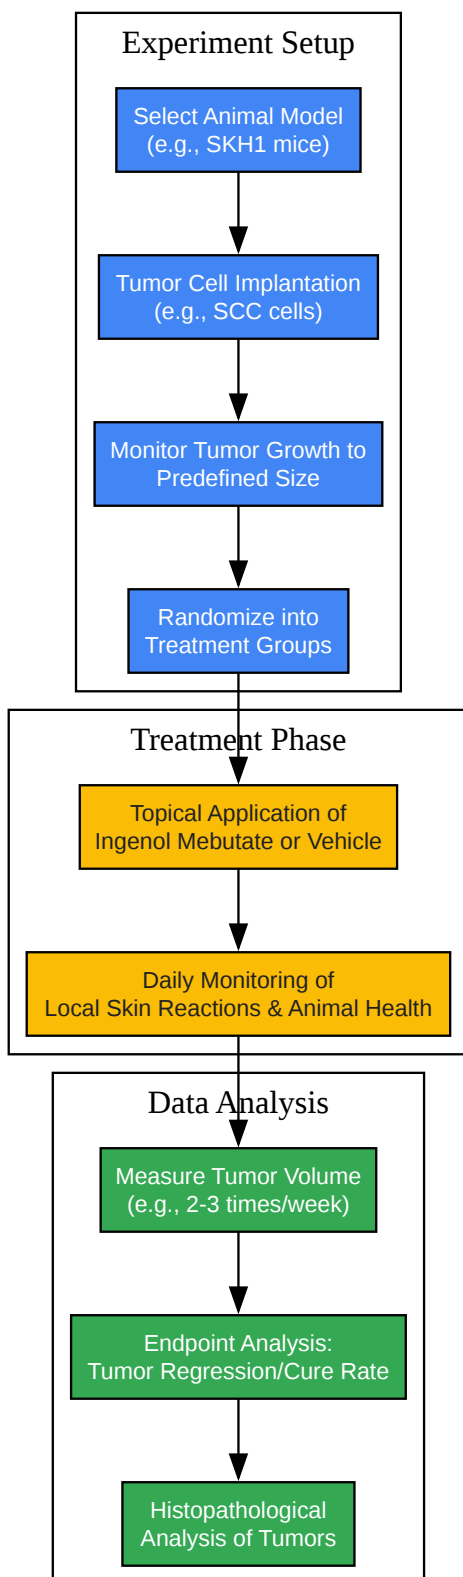 Experiment Setup
Select Animal Model
(e.g., SKH1 mice)
Tumor Cell Implantation
(e.g., SCC cells)
Monitor Tumor Growth to
Predefined Size
Randomize into
Treatment Groups
Treatment Phase
Topical Application of
Ingenol Mebutate or Vehicle
Daily Monitoring of
Local Skin Reactions & Animal Health
Data Analysis
Measure Tumor Volume
(e.g., 2-3 times/week)
Endpoint Analysis:
Tumor Regression/Cure Rate
Histopathological
Analysis of Tumors